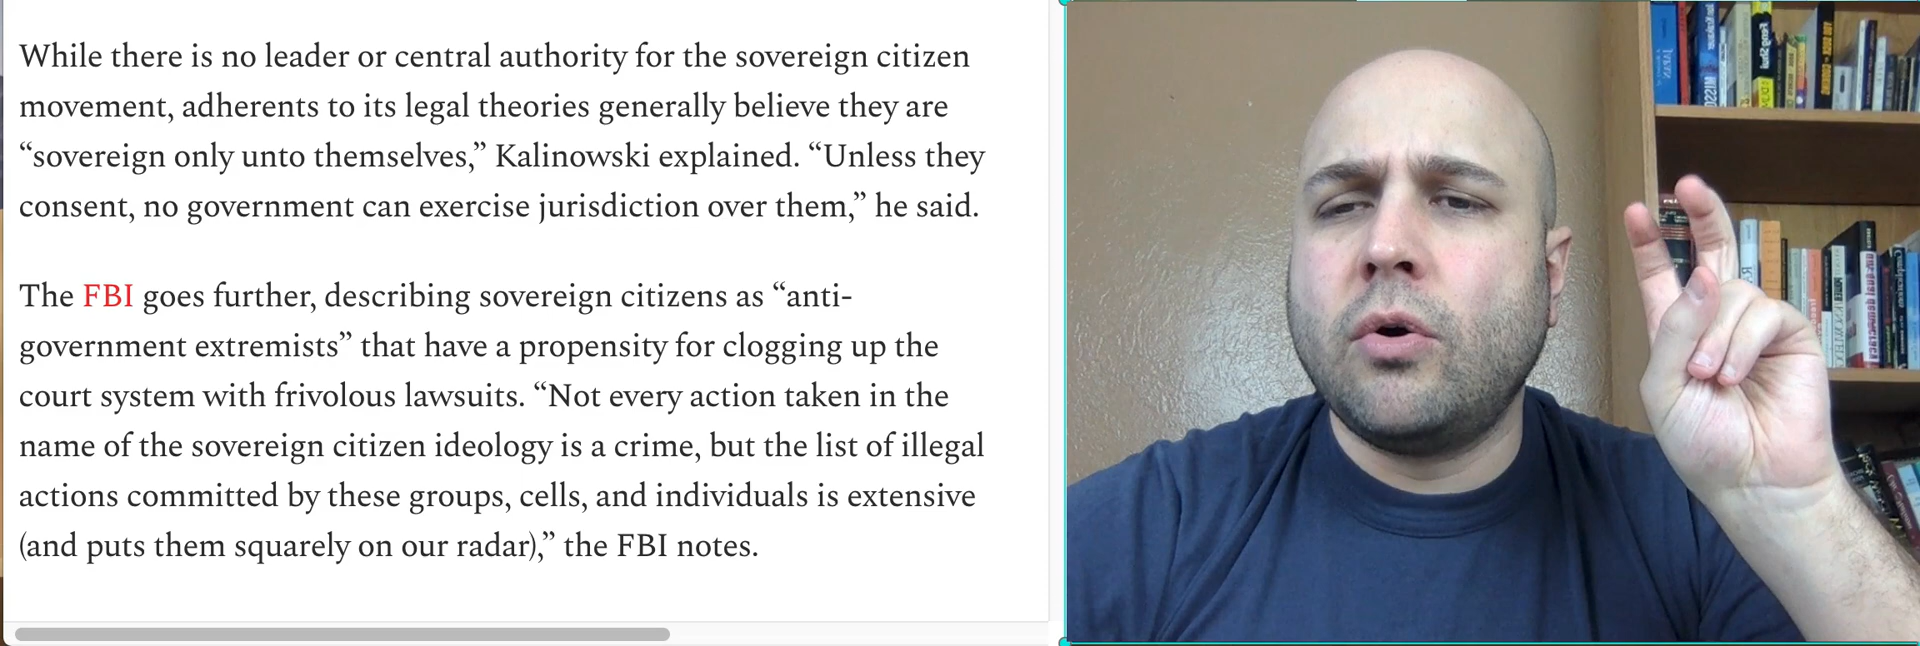 While there is no leader or central authority for the sovereign citizen
movement, adherents to its legal theories generally believe they are
“sovereign only unto themselves,” Kalinowski explained. “Unless they
consent, no government can exercise jurisdiction over them,” he said.
The FBI goes further, describing sovereign citizens as “anti-
government extremists” that have a propensity for clogging up the
court system with frivolous lawsuits. “Not every action taken in the
name of the sovereign citizen ideology is a crime, but the list of illegal
actions committed by these groups, cells, and individuals is extensive
(and puts them squarely on our radar),” the FBI notes.